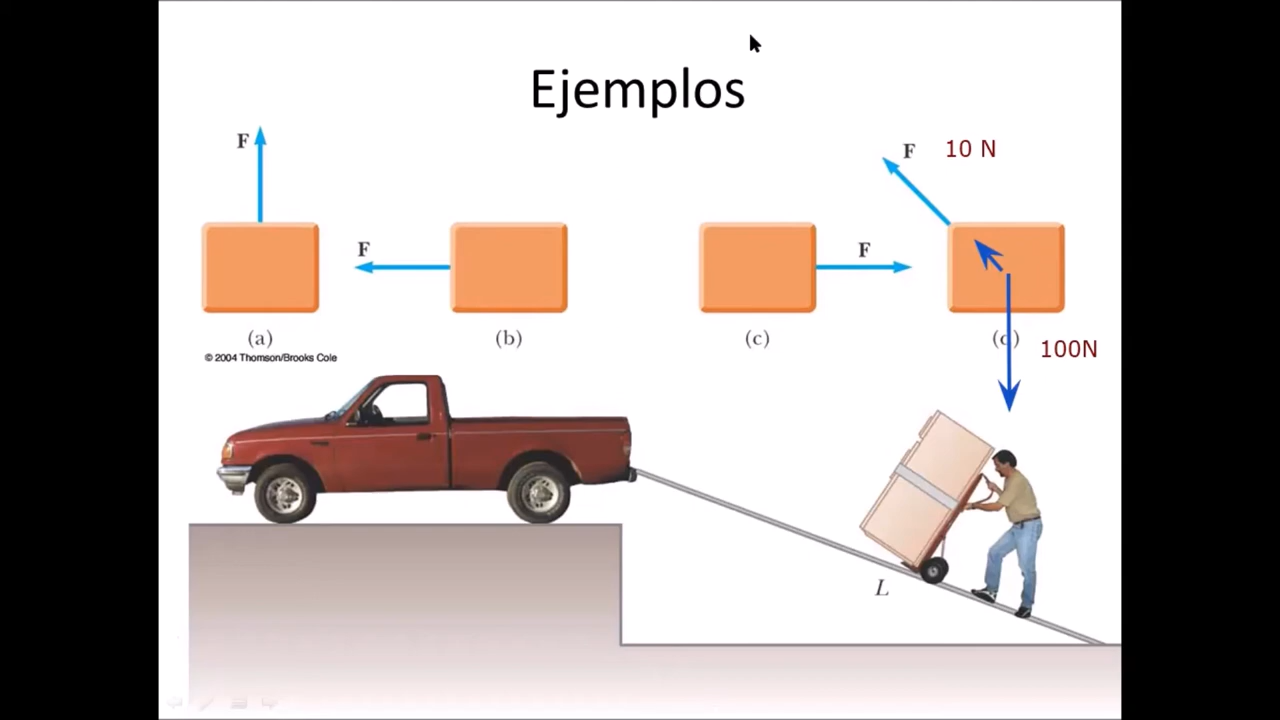 Ejemplos
F
F
F
F 10 N
(a)
(b)
(c)
(d)
100N
© 2004 Thomson/Brooks Cole
L